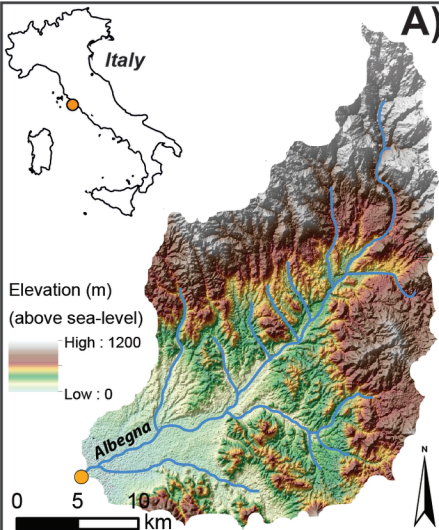 A)
Italy
Elevation (m)
(above sea-level)
High : 1200
Low : 0
Albegna
N
0 5 10
km